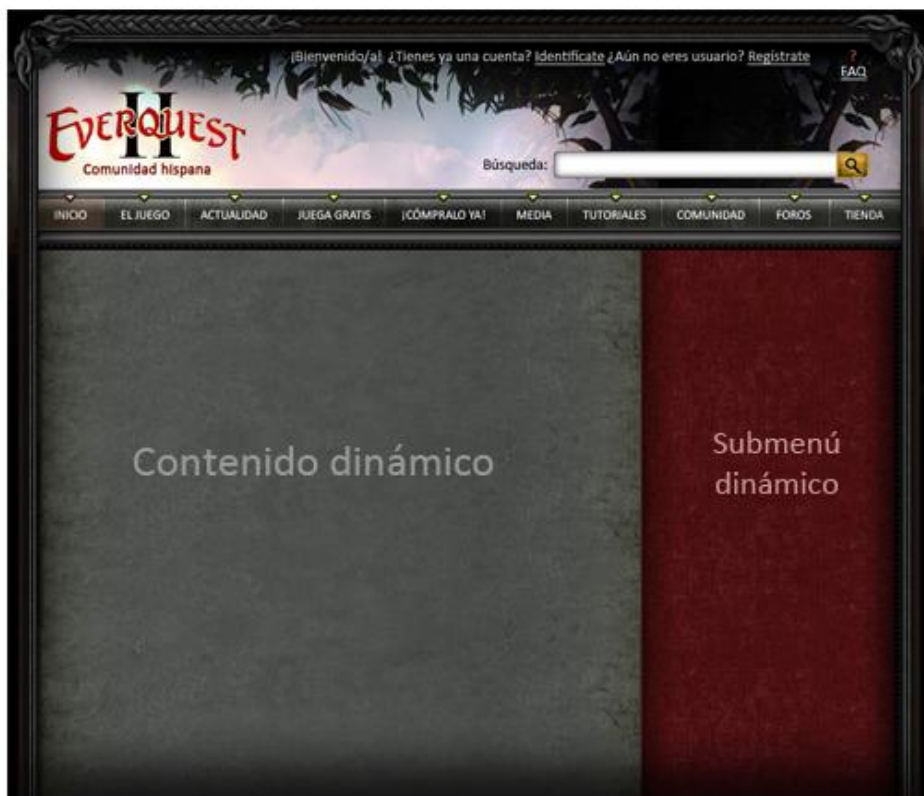 ¡Bienvenido/a! ¿Tienes ya una cuenta? Identifícate ¿Aún no eres usuario? Regístrate
?
FAQ
EVERQUEST II
Comunidad hispana
Búsqueda:
INICIO EL JUEGO ACTUALIDAD JUEGA GRATIS ¡CÓMPRALO YA! MEDIA TUTORIALES COMUNIDAD FOROS TIENDA
Contenido dinámico
Submenú
dinámico